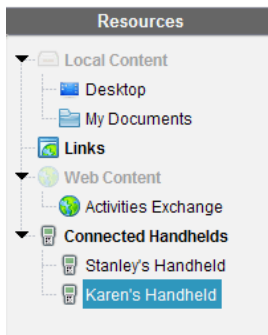 Resources
Local Content
Desktop
My Documents
Links
Web Content
Activities Exchange
Connected Handhelds
Stanley's Handheld
Karen's Handheld